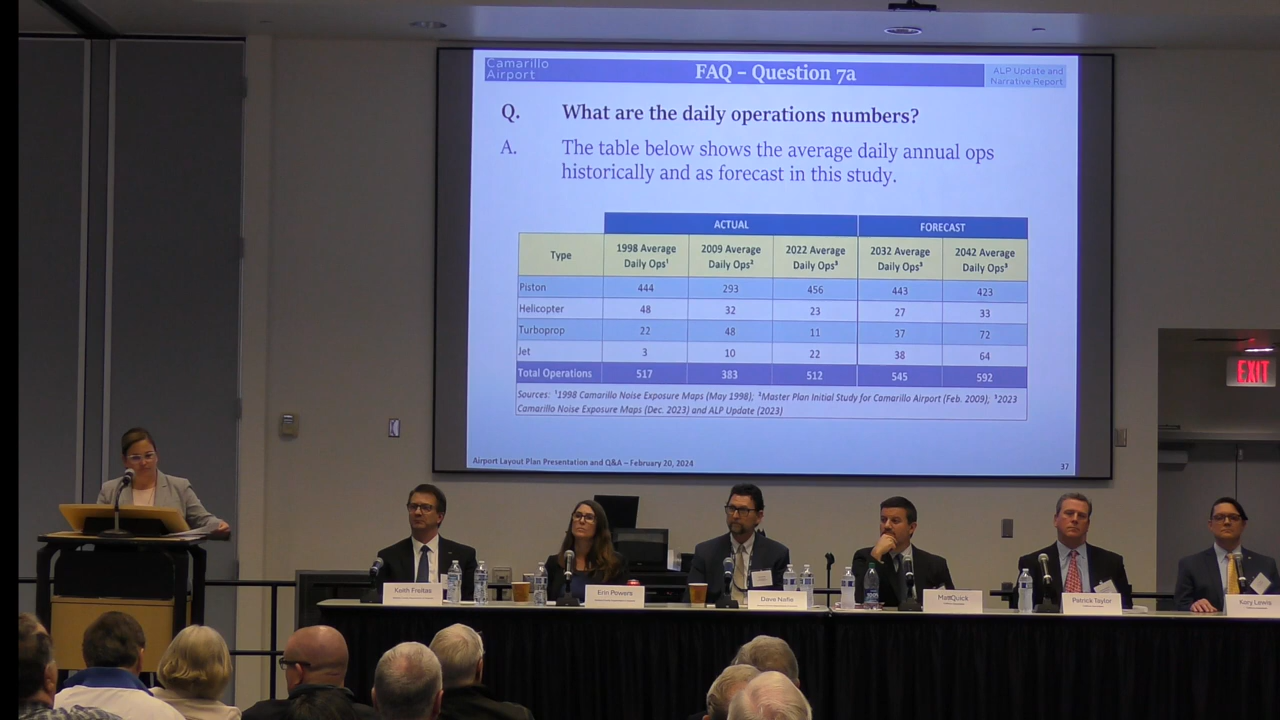 Camarillo
Airport
FAQ – Question 7a
ALP Update and
Narrative Report
Q. What are the daily operations numbers?
A. The table below shows the average daily annual ops
historically and as forecast in this study.
ACTUAL FORECAST
Type 1998 Average Daily Ops¹ 2009 Average Daily Ops² 2022 Average Daily Ops³ 2032 Average Daily Ops³ 2042 Average Daily Ops³
Piston 444 293 456 443 423
Helicopter 48 32 23 27 33
Turboprop 22 48 11 37 72
Jet 3 10 22 38 64
Total Operations 517 383 512 545 592
Sources: ¹1998 Camarillo Noise Exposure Maps (May 1998); ²Master Plan Initial Study for Camarillo Airport (Feb. 2009); ³2023
Camarillo Noise Exposure Maps (Dec. 2023) and ALP Update (2023)
Airport Layout Plan Presentation and Q&A – February 20, 2024
37
EXIT
Keith Freitas
Erin Powers
Dave Nafie
Matt Quick
Patrick Taylor
Kory Lewis